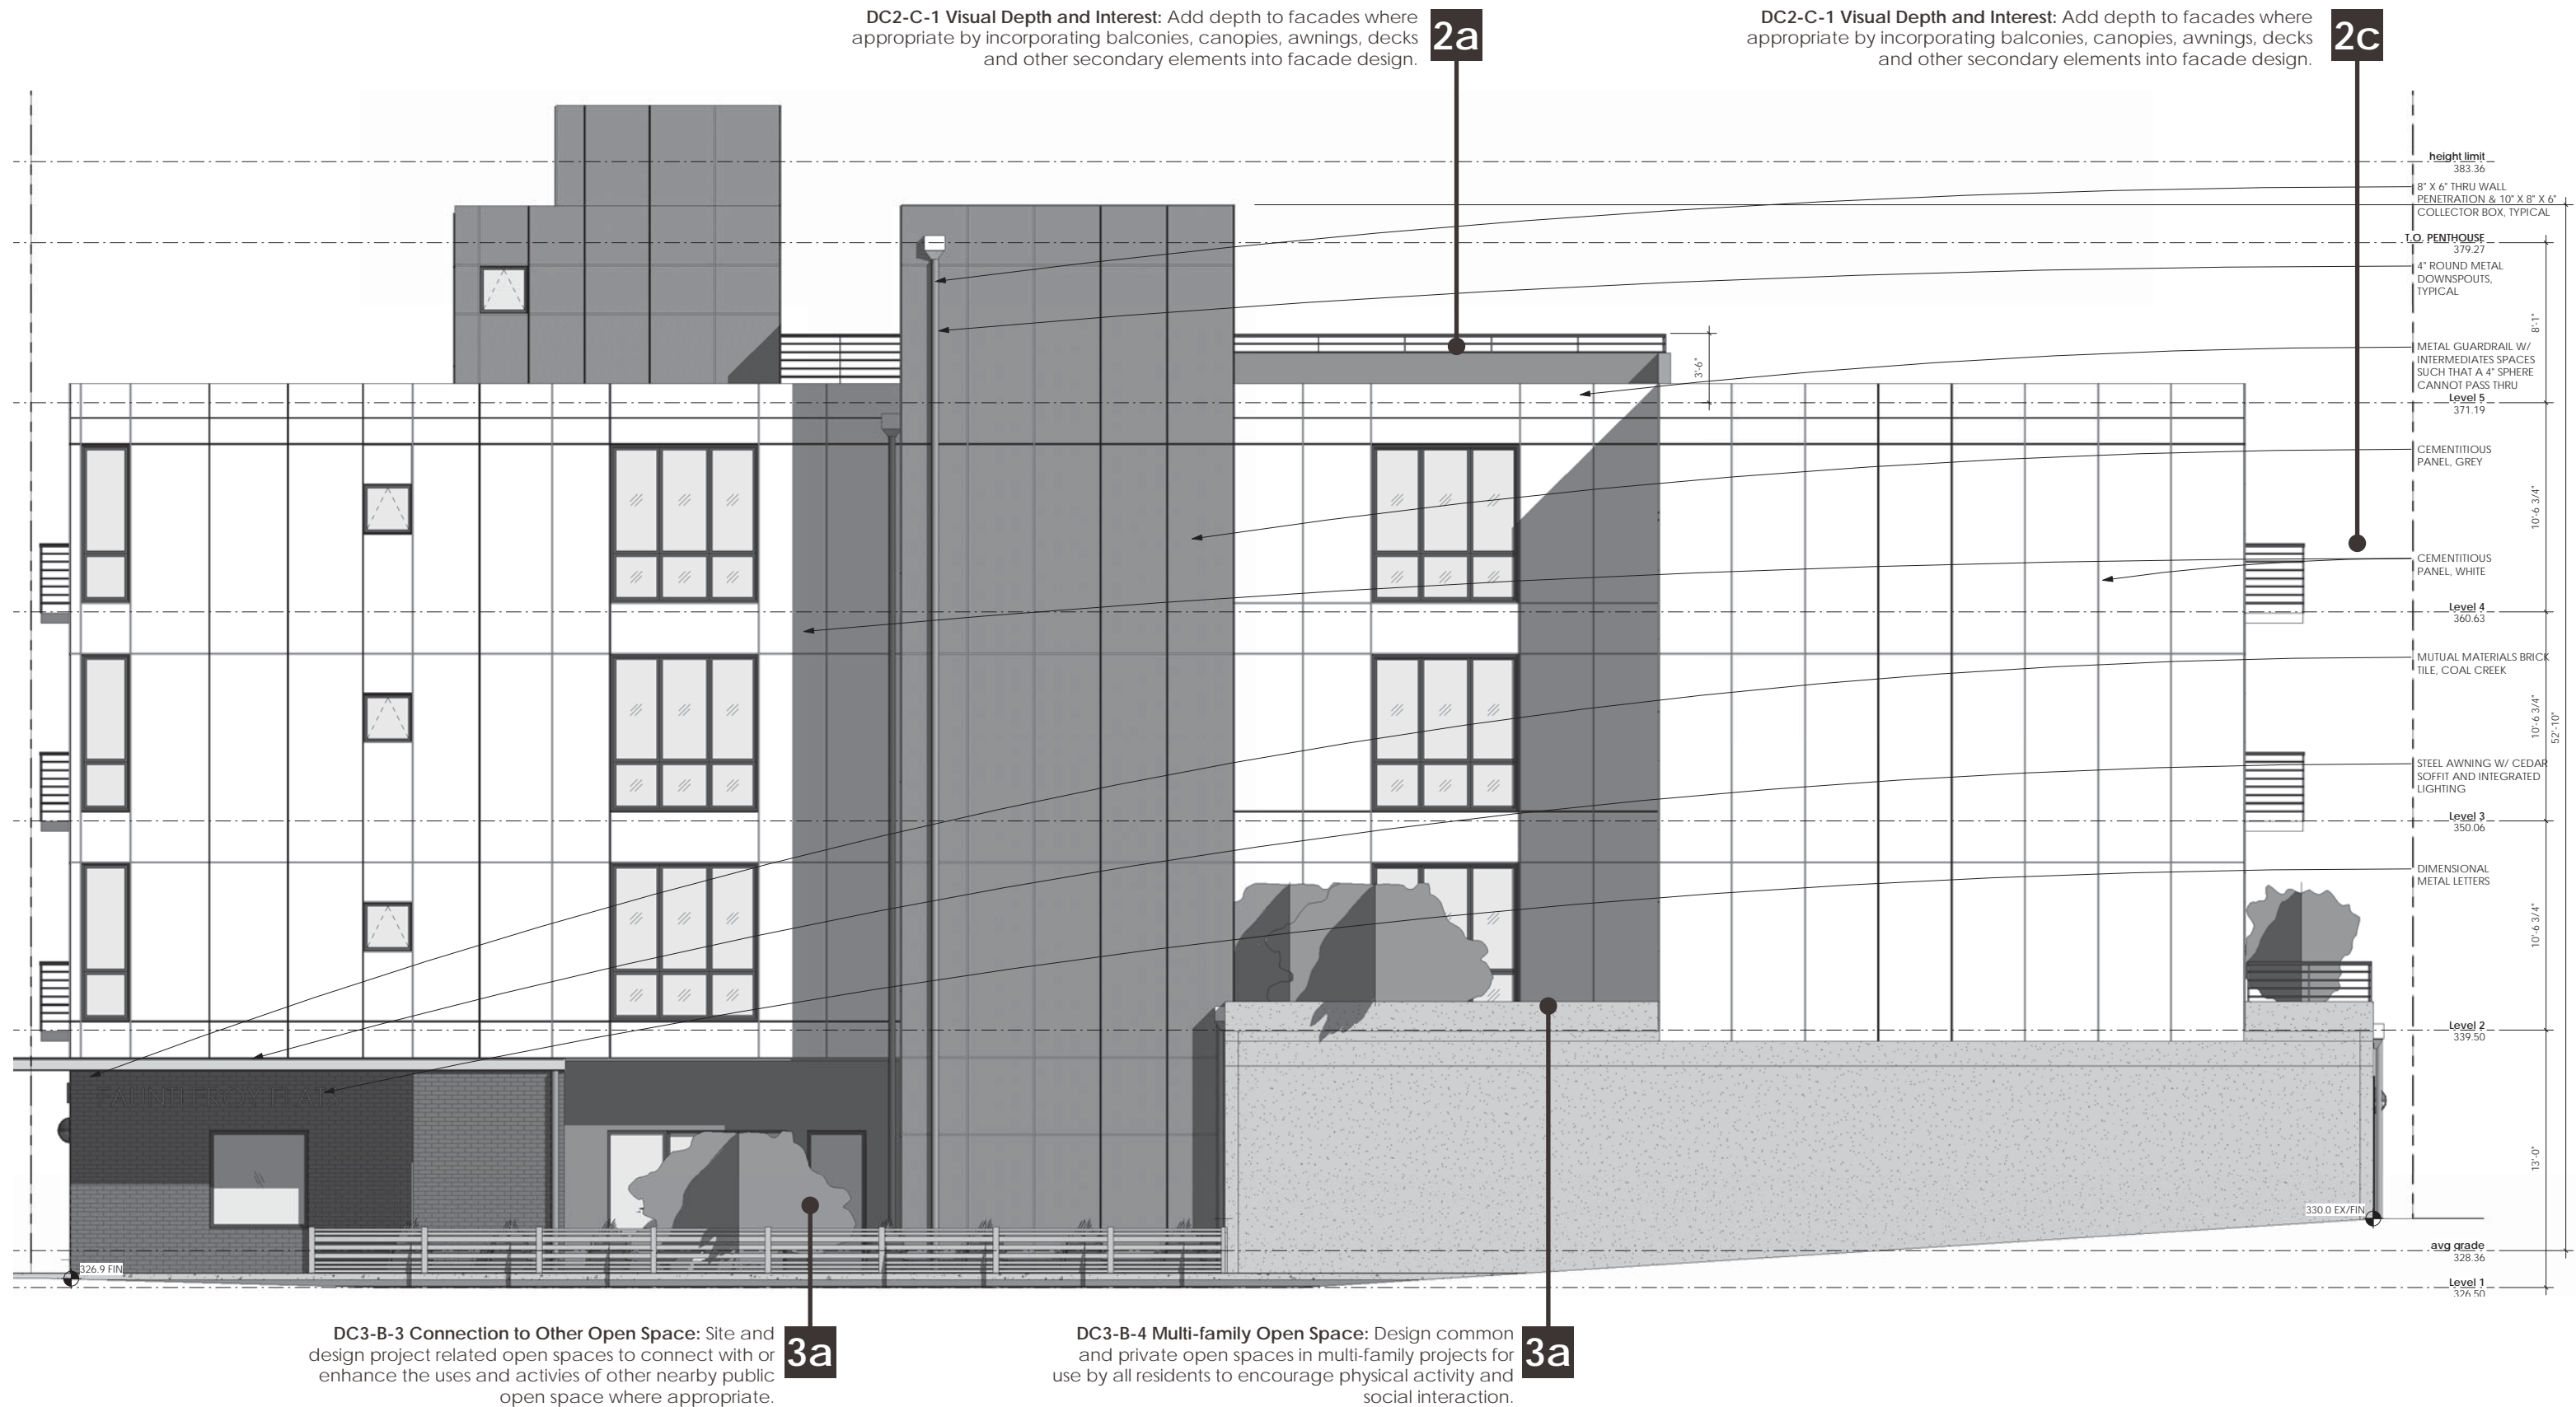 DC2-C-1 Visual Depth and Interest: Add depth to facades where
appropriate by incorporating balconies, canopies, awnings, decks
and other secondary elements into facade design.
2a
DC2-C-1 Visual Depth and Interest: Add depth to facades where
appropriate by incorporating balconies, canopies, awnings, decks
and other secondary elements into facade design.
2c
height limit
383.36
8" X 6" THRU WALL
PENETRATION & 10" X 8" X 6"
COLLECTOR BOX, TYPICAL
T.O. PENTHOUSE
379.27
4" ROUND METAL
DOWNSPOUTS,
TYPICAL
8'-1"
METAL GUARDRAIL W/
INTERMEDIATES SPACES
SUCH THAT A 4" SPHERE
CANNOT PASS THRU
3'-6"
Level 5
371.19
CEMENTITIOUS
PANEL, GREY
10'-6 3/4"
CEMENTITIOUS
PANEL, WHITE
Level 4
360.63
MUTUAL MATERIALS BRICK
TILE, COAL CREEK
10'-6 3/4"
52'-10"
STEEL AWNING W/ CEDAR
SOFFIT AND INTEGRATED
LIGHTING
Level 3
350.06
DIMENSIONAL
METAL LETTERS
10'-6 3/4"
Level 2
339.50
FAUNTLEROY FLATS
13'-0"
330.0 EX/FIN
avg grade
328.36
326.9 FIN
Level 1
326.50
DC3-B-3 Connection to Other Open Space: Site and
design project related open spaces to connect with or
enhance the uses and activies of other nearby public
open space where appropriate.
3a
DC3-B-4 Multi-family Open Space: Design common
and private open spaces in multi-family projects for
use by all residents to encourage physical activity and
social interaction.
3a